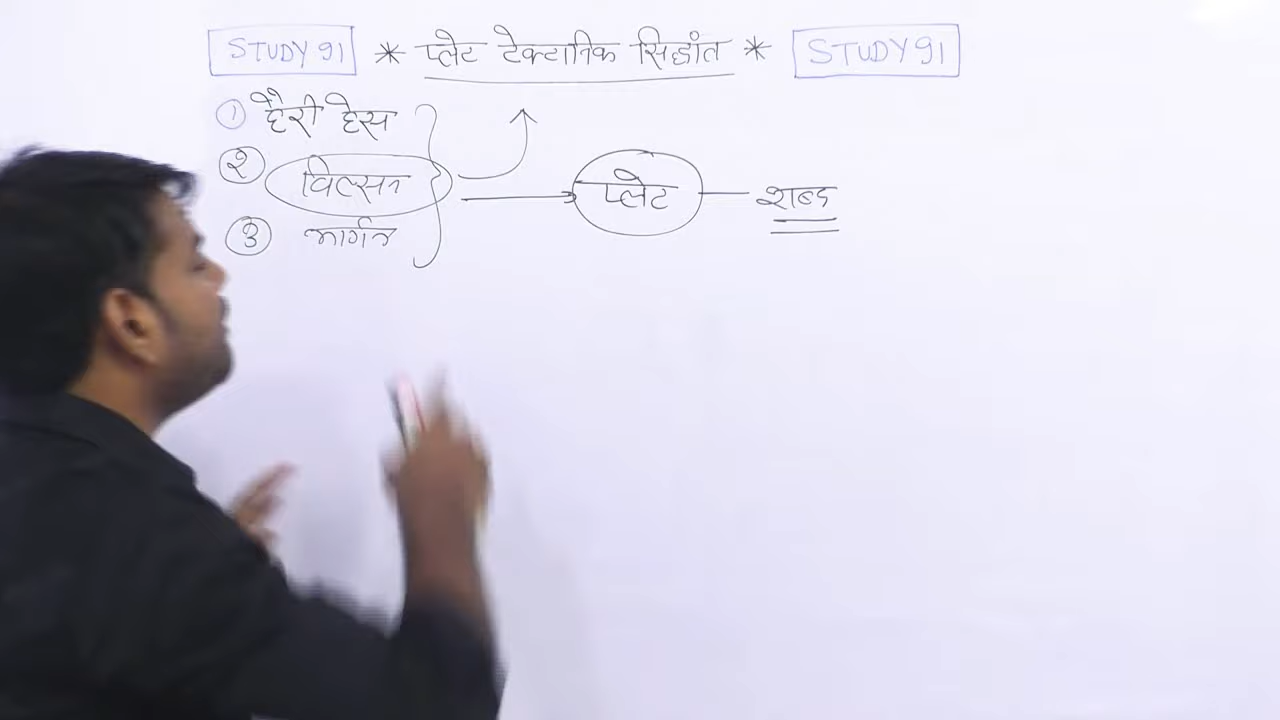 STUDY 91 * प्लेट टेक्टानिक सिद्धांत * STUDY 91
① हैरी हेस
② विल्सन प्लेट — शब्द
③ मार्गन